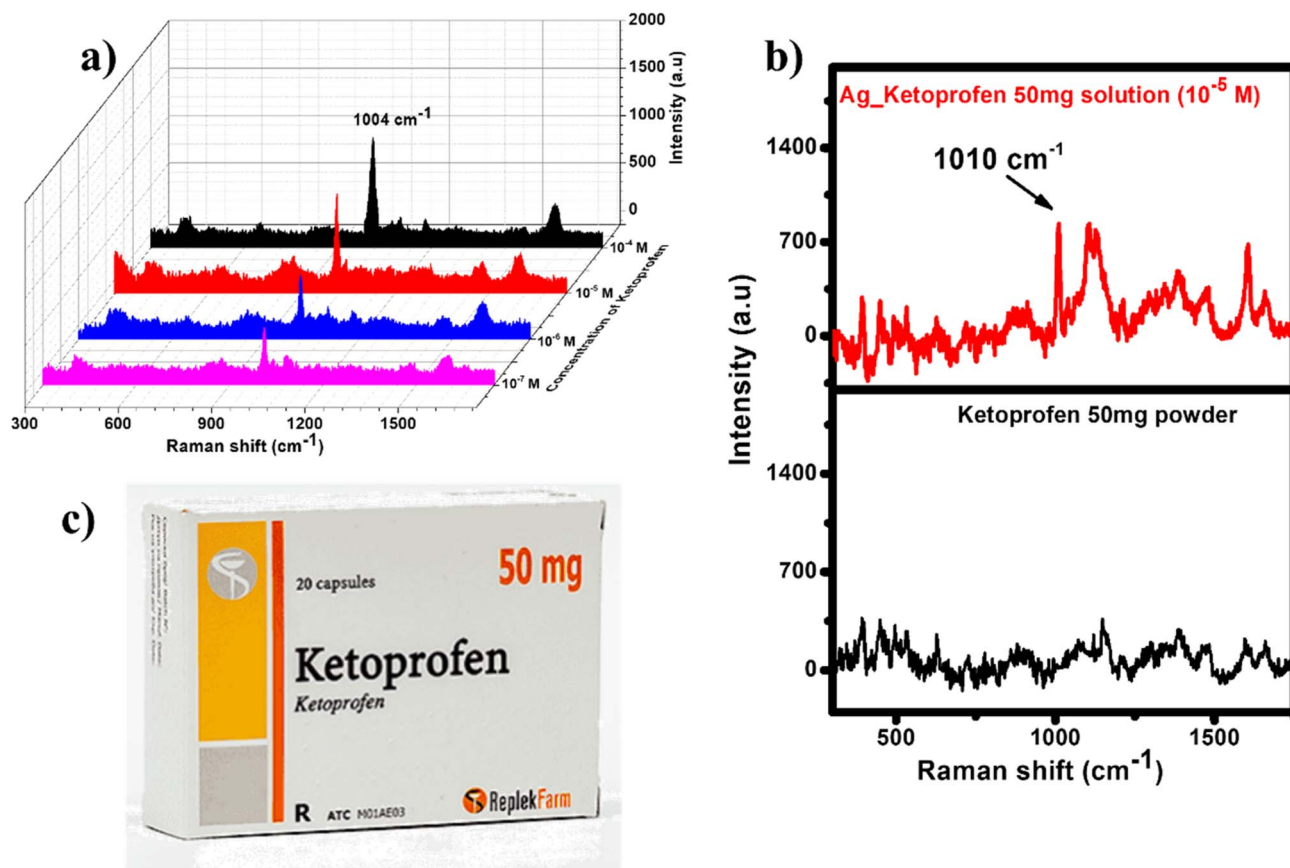 a)
2000
1500
1000
500
0
Intensity (a.u)
1004 cm⁻¹
10⁻⁴ M
10⁻⁵ M
10⁻⁶ M
10⁻⁷ M
Concentration of Ketoprofen
300 600 900 1200 1500
Raman shift (cm⁻¹)
b)
Ag_Ketoprofen 50mg solution (10⁻⁵ M)
1010 cm⁻¹
1400
700
0
Ketoprofen 50mg powder
1400
700
0
Intensity (a.u)
500 1000 1500
Raman shift (cm⁻¹)
c)
20 capsules
50 mg
Ketoprofen
Ketoprofen
R ATC M01AE03
ReplekFarm